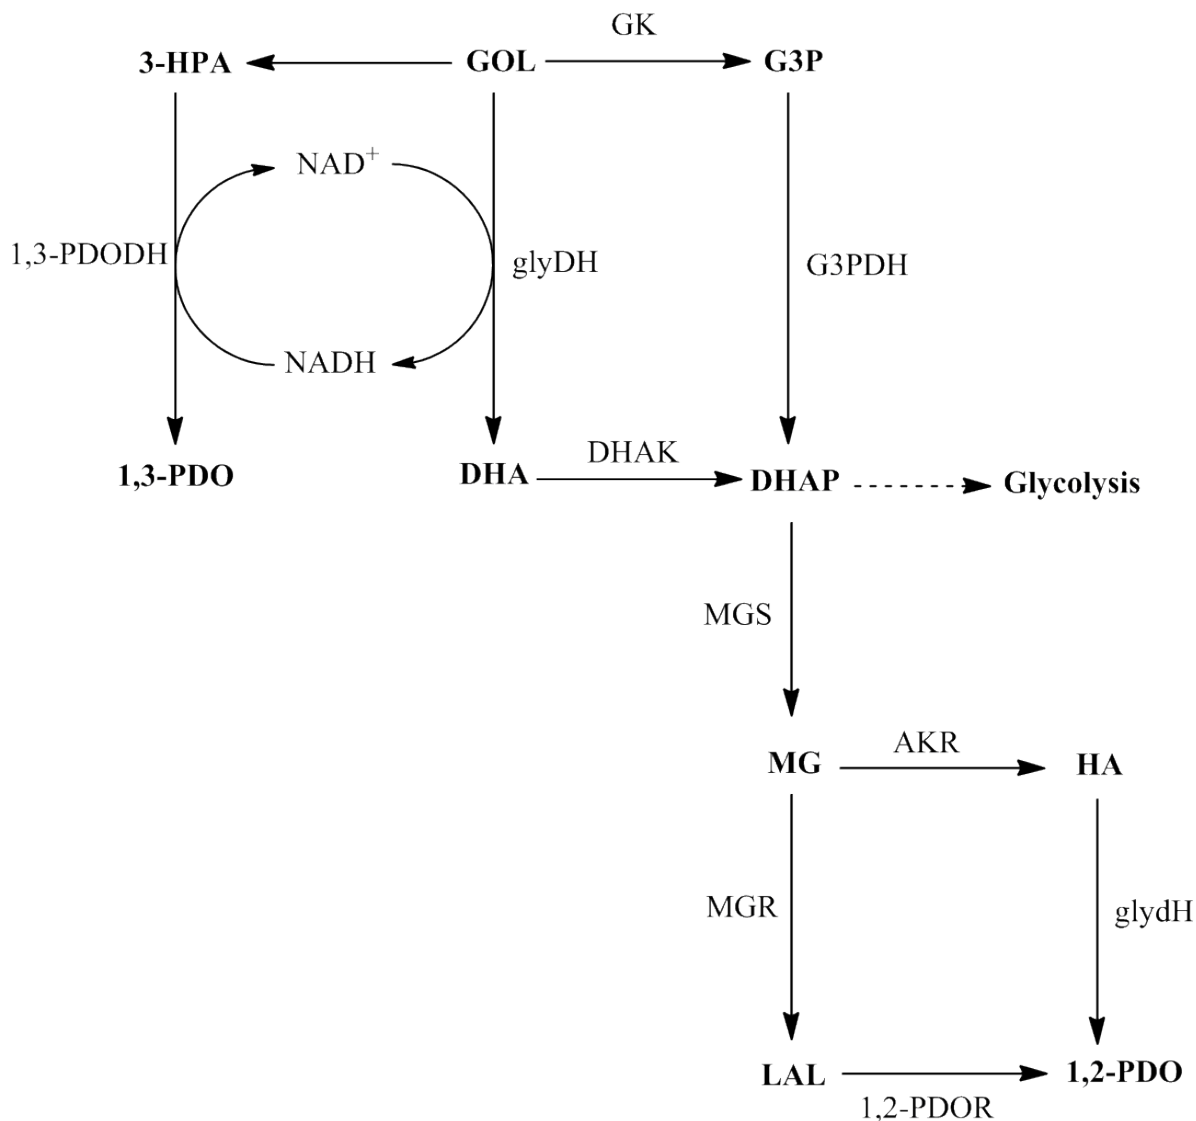 GK
3-HPA
GOL
G3P
NAD+
1,3-PDODH
glyDH
G3PDH
NADH
DHAK
1,3-PDO
DHA
DHAP
Glycolysis
MGS
AKR
MG
HA
MGR
glydH
LAL
1,2-PDO
1,2-PDOR